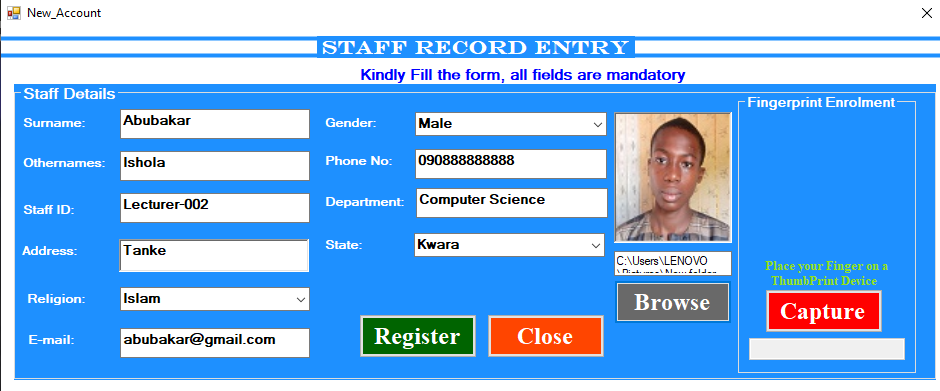 New_Account
STAFF RECORD ENTRY
Kindly Fill the form, all fields are mandatory
Staff Details
Surname: Abubakar
Othernames: Ishola
Staff ID: Lecturer-002
Address: Tanke
Religion: Islam
E-mail: abubakar@gmail.com
Gender: Male
Phone No: 090888888888
Department: Computer Science
State: Kwara
Register
Close
C:\Users\LENOVO
\Pictures\New folder
Browse
Fingerprint Enrolment
Place your Finger on a
ThumbPrint Device
Capture